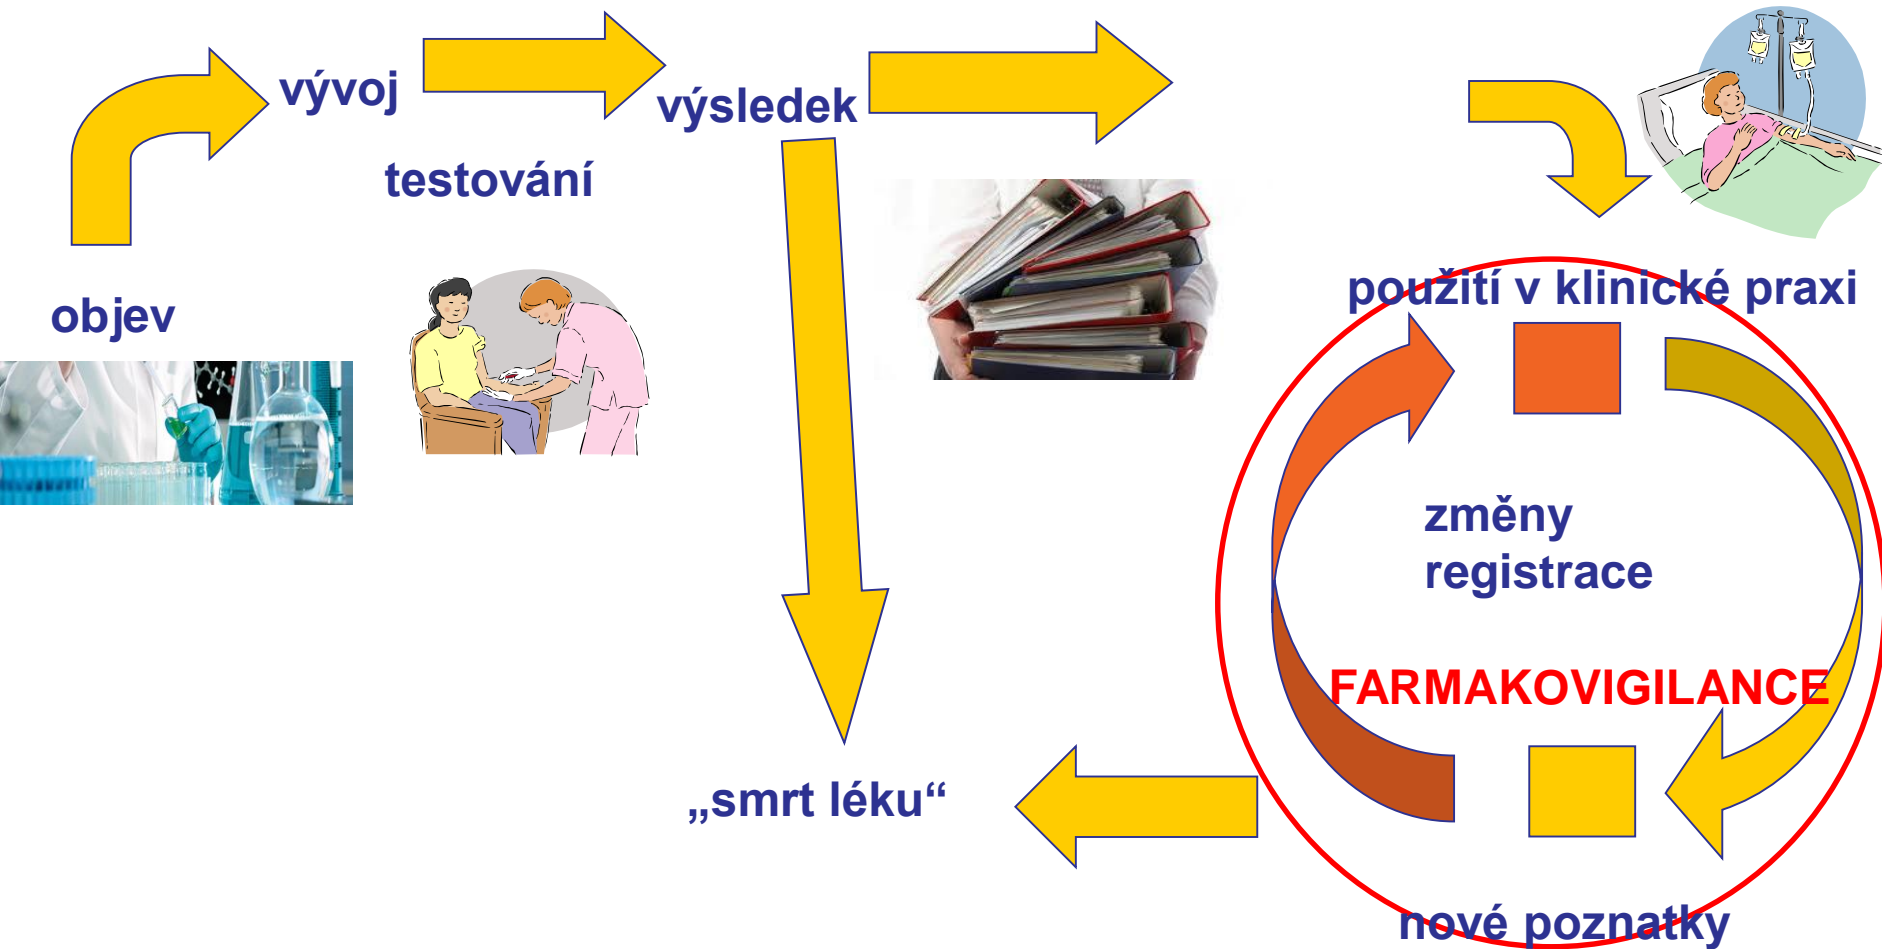 vývoj
výsledek
testování
objev
použití v klinické praxi
změny
registrace
FARMAKOVIGILANCE
„smrt léku“
nové poznatky